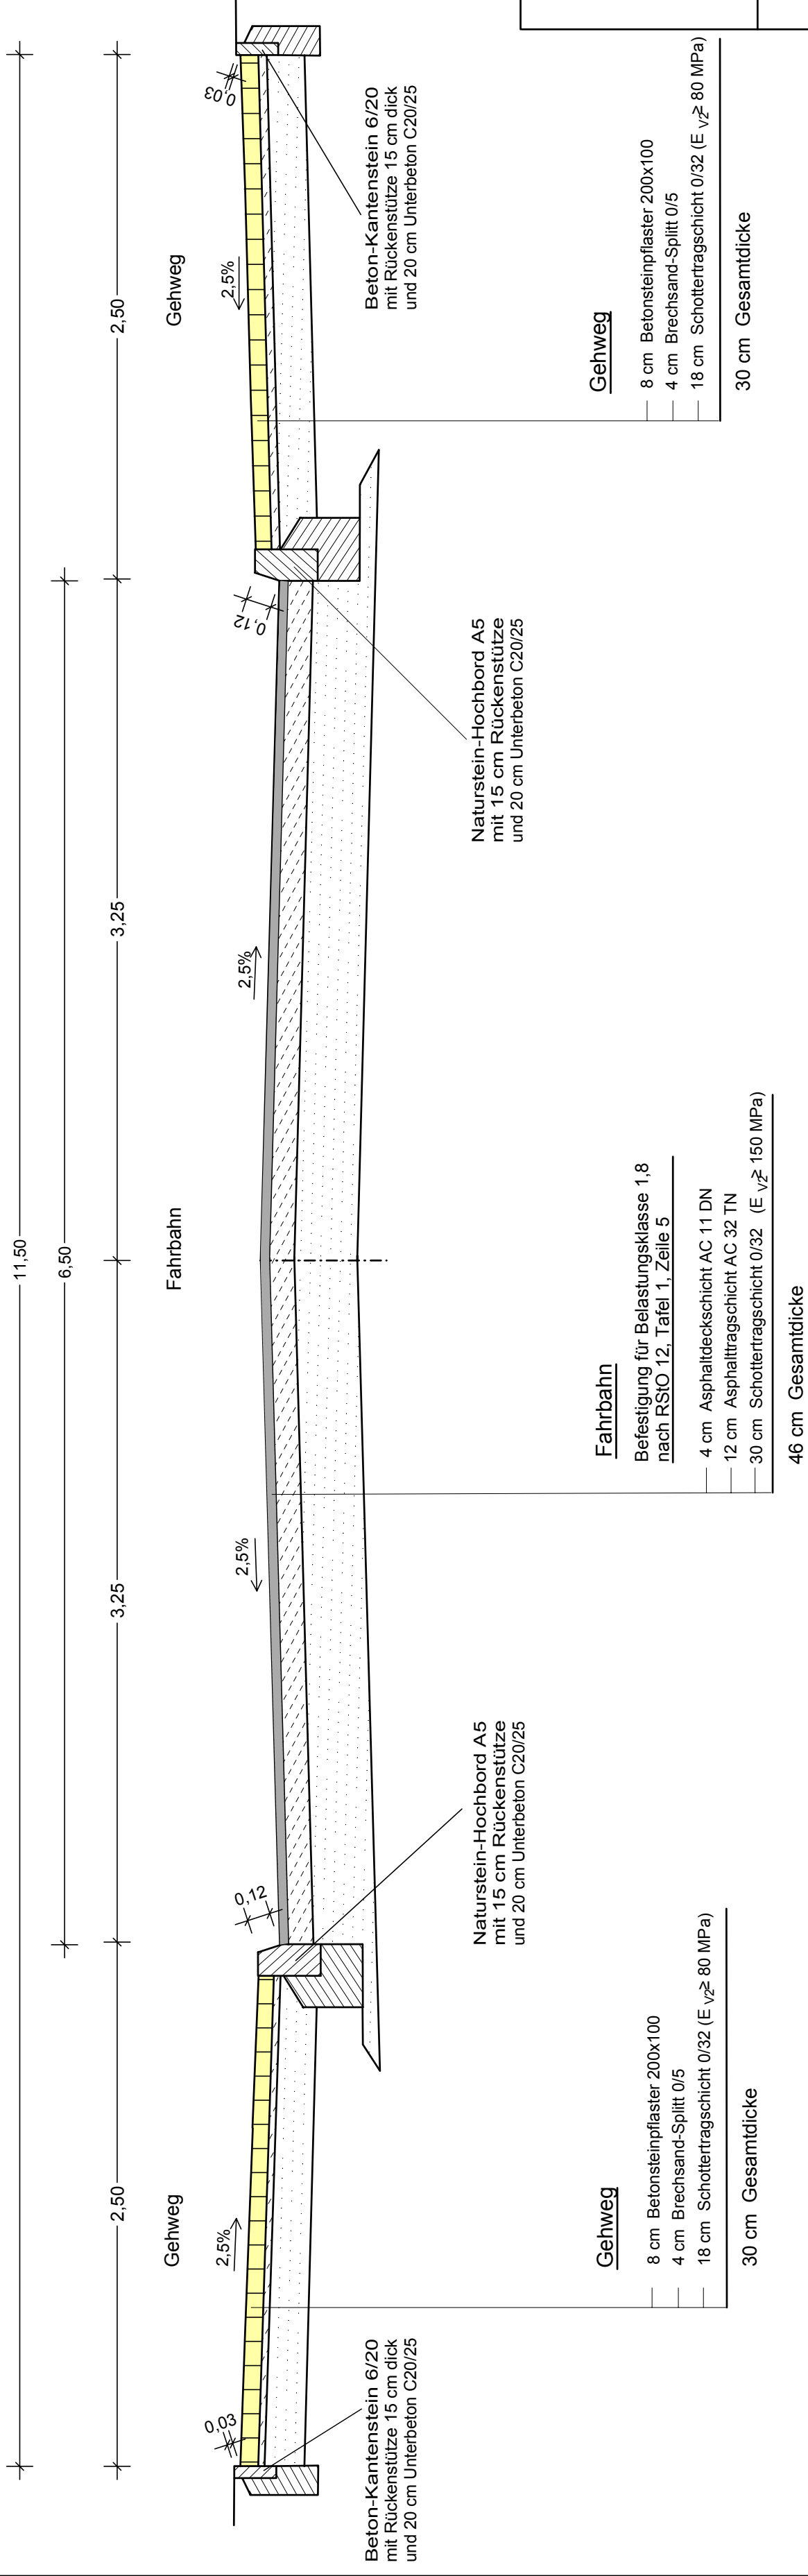 11,50
6,50
2,50
3,25
3,25
2,50
Gehweg
Fahrbahn
Gehweg
2,5%
2,5%
2,5%
2,5%
0,03
0,12
0,12
0,03
Beton-Kantenstein 6/20
mit Rückenstütze 15 cm dick
und 20 cm Unterbeton C20/25
Naturstein-Hochbord A5
mit 15 cm Rückenstütze
und 20 cm Unterbeton C20/25
Naturstein-Hochbord A5
mit 15 cm Rückenstütze
und 20 cm Unterbeton C20/25
Beton-Kantenstein 6/20
mit Rückenstütze 15 cm dick
und 20 cm Unterbeton C20/25
Gehweg
8 cm Betonsteinpflaster 200x100
4 cm Brechsand-Splitt 0/5
18 cm Schottertragschicht 0/32 (E V2≥ 80 MPa)
30 cm Gesamtdicke
Fahrbahn
Befestigung für Belastungsklasse 1,8
nach RStO 12, Tafel 1, Zeile 5
4 cm Asphaltdeckschicht AC 11 DN
12 cm Asphalttragschicht AC 32 TN
30 cm Schottertragschicht 0/32 (E V2≥ 150 MPa)
46 cm Gesamtdicke
Gehweg
8 cm Betonsteinpflaster 200x100
4 cm Brechsand-Splitt 0/5
18 cm Schottertragschicht 0/32 (E V2≥ 80 MPa)
30 cm Gesamtdicke